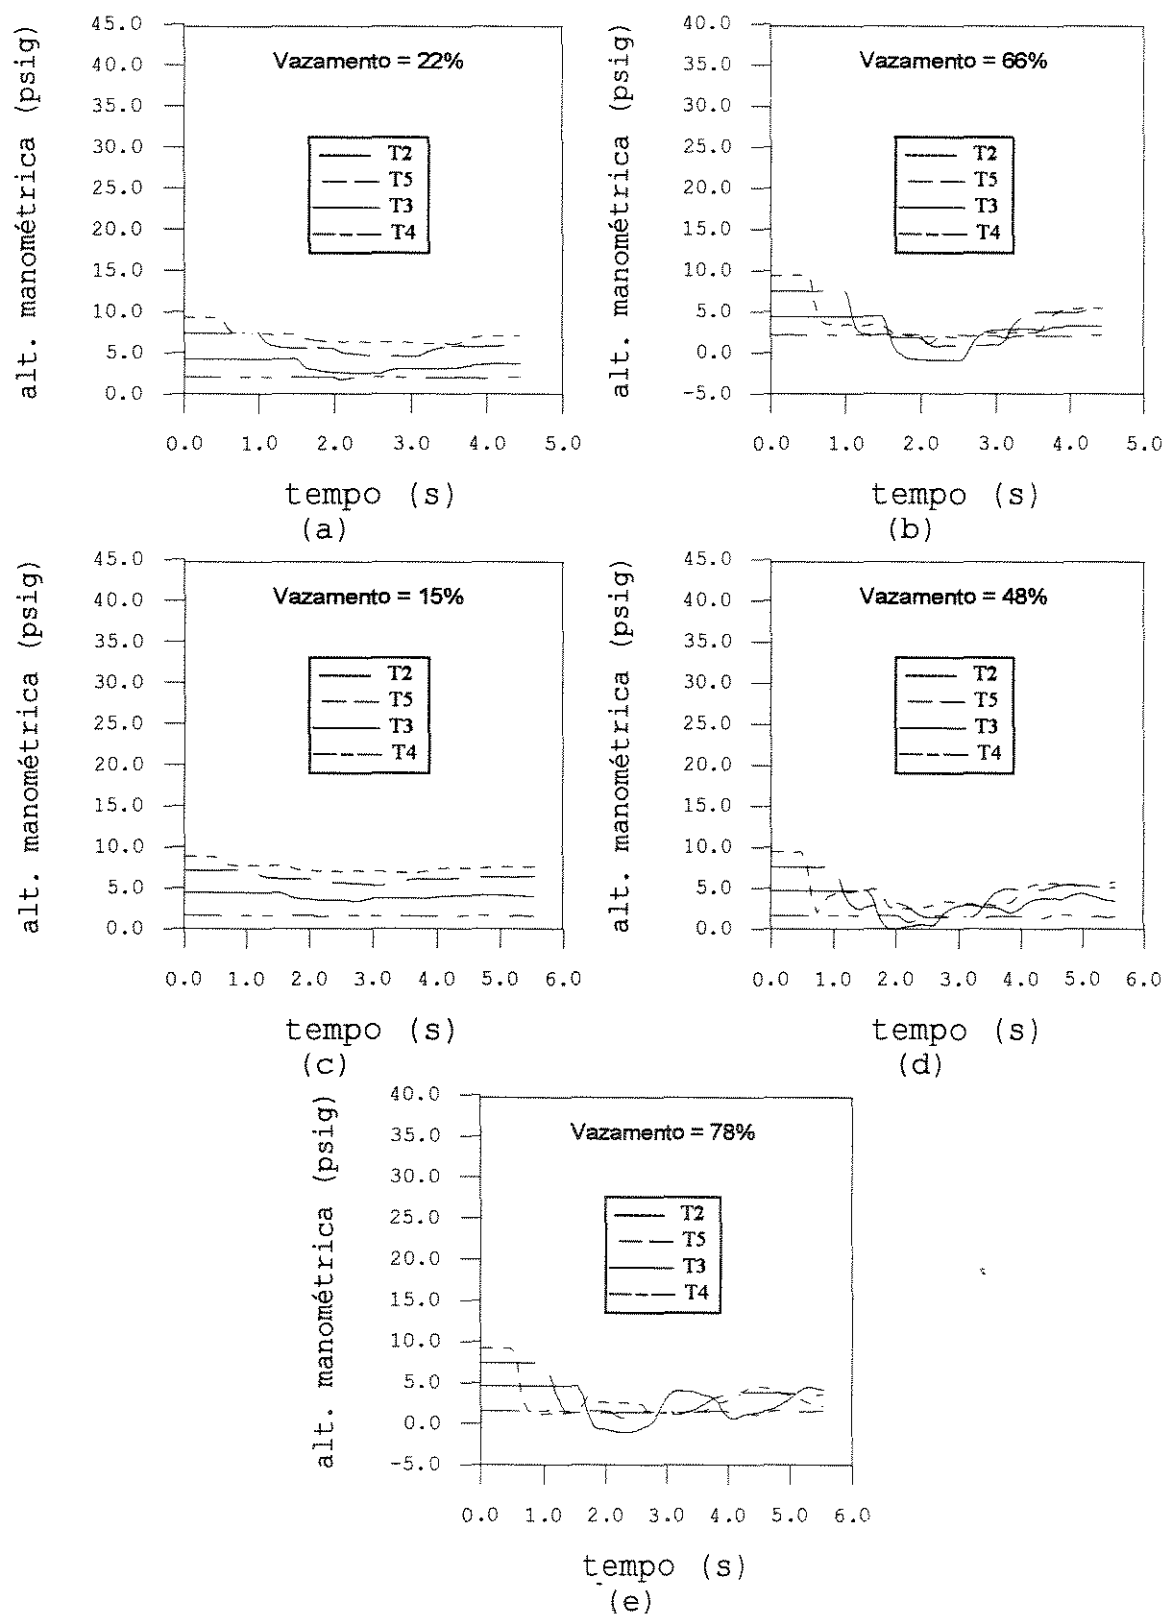 alt. manométrica (psig)
45.0
40.0
35.0
30.0
25.0
20.0
15.0
10.0
5.0
0.0
Vazamento = 22%
T2
T5
T3
T4
0.0 1.0 2.0 3.0 4.0 5.0
tempo (s)
(a)
alt. manométrica (psig)
40.0
35.0
30.0
25.0
20.0
15.0
10.0
5.0
0.0
-5.0
Vazamento = 66%
T2
T5
T3
T4
0.0 1.0 2.0 3.0 4.0 5.0
tempo (s)
(b)
alt. manométrica (psig)
45.0
40.0
35.0
30.0
25.0
20.0
15.0
10.0
5.0
0.0
Vazamento = 15%
T2
T5
T3
T4
0.0 1.0 2.0 3.0 4.0 5.0 6.0
tempo (s)
(c)
alt. manométrica (psig)
45.0
40.0
35.0
30.0
25.0
20.0
15.0
10.0
5.0
0.0
Vazamento = 48%
T2
T5
T3
T4
0.0 1.0 2.0 3.0 4.0 5.0 6.0
tempo (s)
(d)
alt. manométrica (psig)
40.0
35.0
30.0
25.0
20.0
15.0
10.0
5.0
0.0
-5.0
Vazamento = 78%
T2
T5
T3
T4
0.0 1.0 2.0 3.0 4.0 5.0 6.0
tempo (s)
(e)